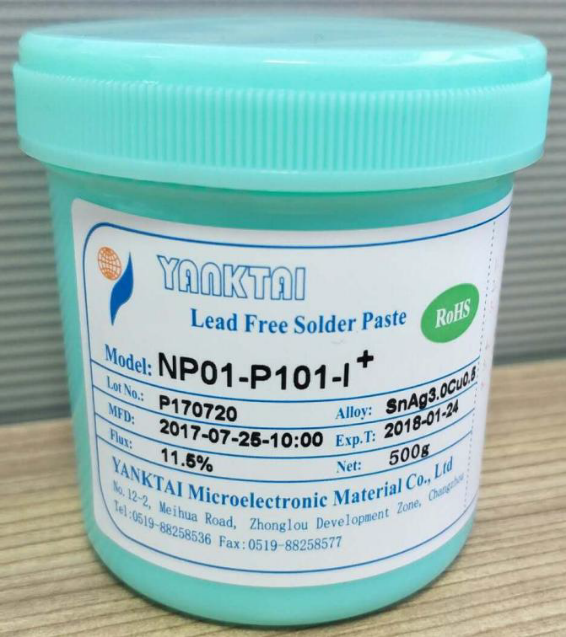 YANKTAI
Lead Free Solder Paste
RoHS
Model: NP01-P101-I+
Lot No.: P170720 Alloy: SnAg3.0Cu0.5
MFD: 2017-07-25-10:00 Exp.T: 2018-01-24
Flux: 11.5% Net: 500g
YANKTAI Microelectronic Material Co., Ltd
No.12-2, Meihua Road, Zhonglou Development Zone, Changzhou
Tel:0519-88258536 Fax:0519-88258577